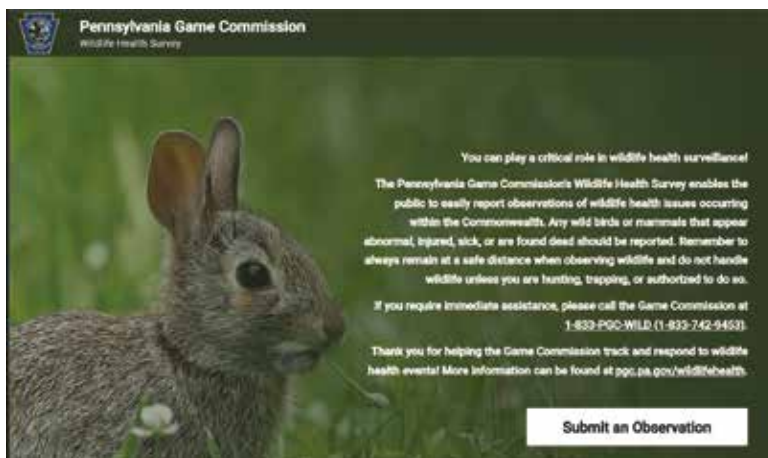 Pennsylvania Game Commission
Wildlife Health Survey
You can play a critical role in wildlife health surveillance!
The Pennsylvania Game Commission's Wildlife Health Survey enables the
public to easily report observations of wildlife health issues occurring
within the Commonwealth. Any wild birds or mammals that appear
abnormal, injured, sick, or are found dead should be reported. Remember to
always remain at a safe distance when observing wildlife and do not handle
wildlife unless you are hunting, trapping, or authorized to do so.
If you require immediate assistance, please call the Game Commission at
1-833-PGC-WILD (1-833-742-9453).
Thank you for helping the Game Commission track and respond to wildlife
health events! More information can be found at pgc.pa.gov/wildlifehealth.
Submit an Observation